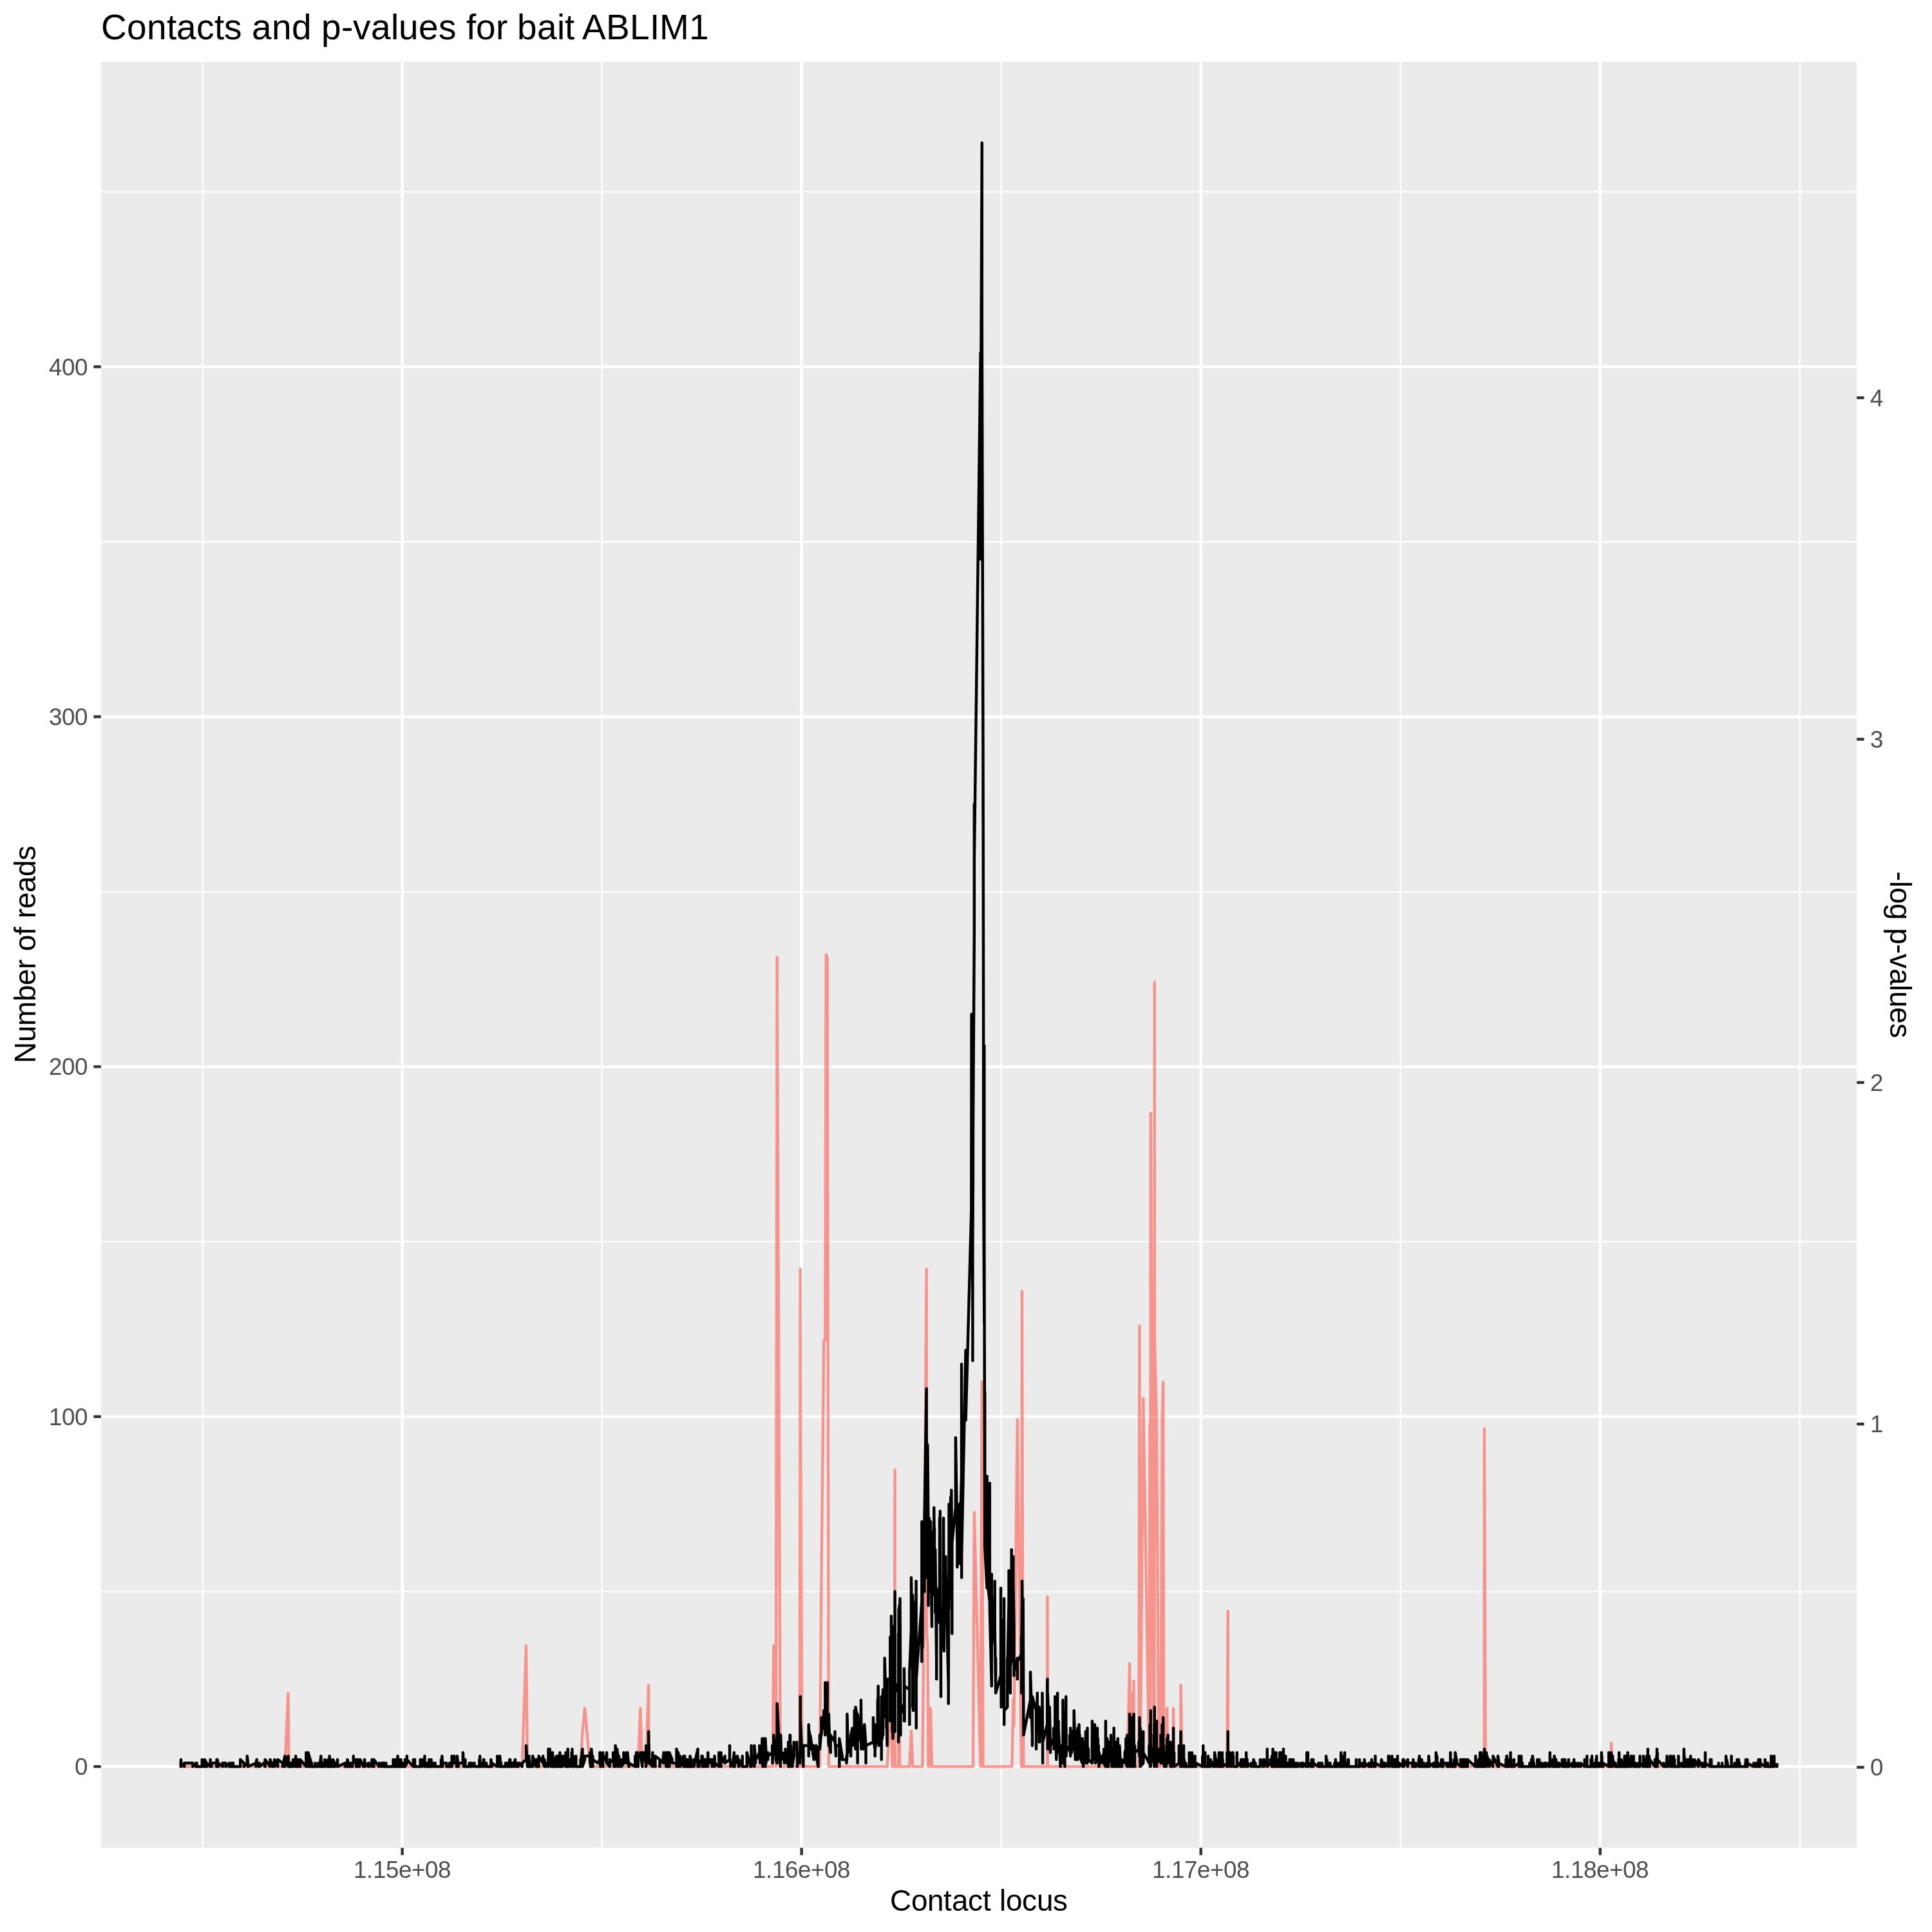 Contacts and p-values for bait ABLIM1
Number of reads
400
300
200
100
0
4
3
2
1
0
-log p-values
1.15e+08
1.16e+08
1.17e+08
1.18e+08
Contact locus